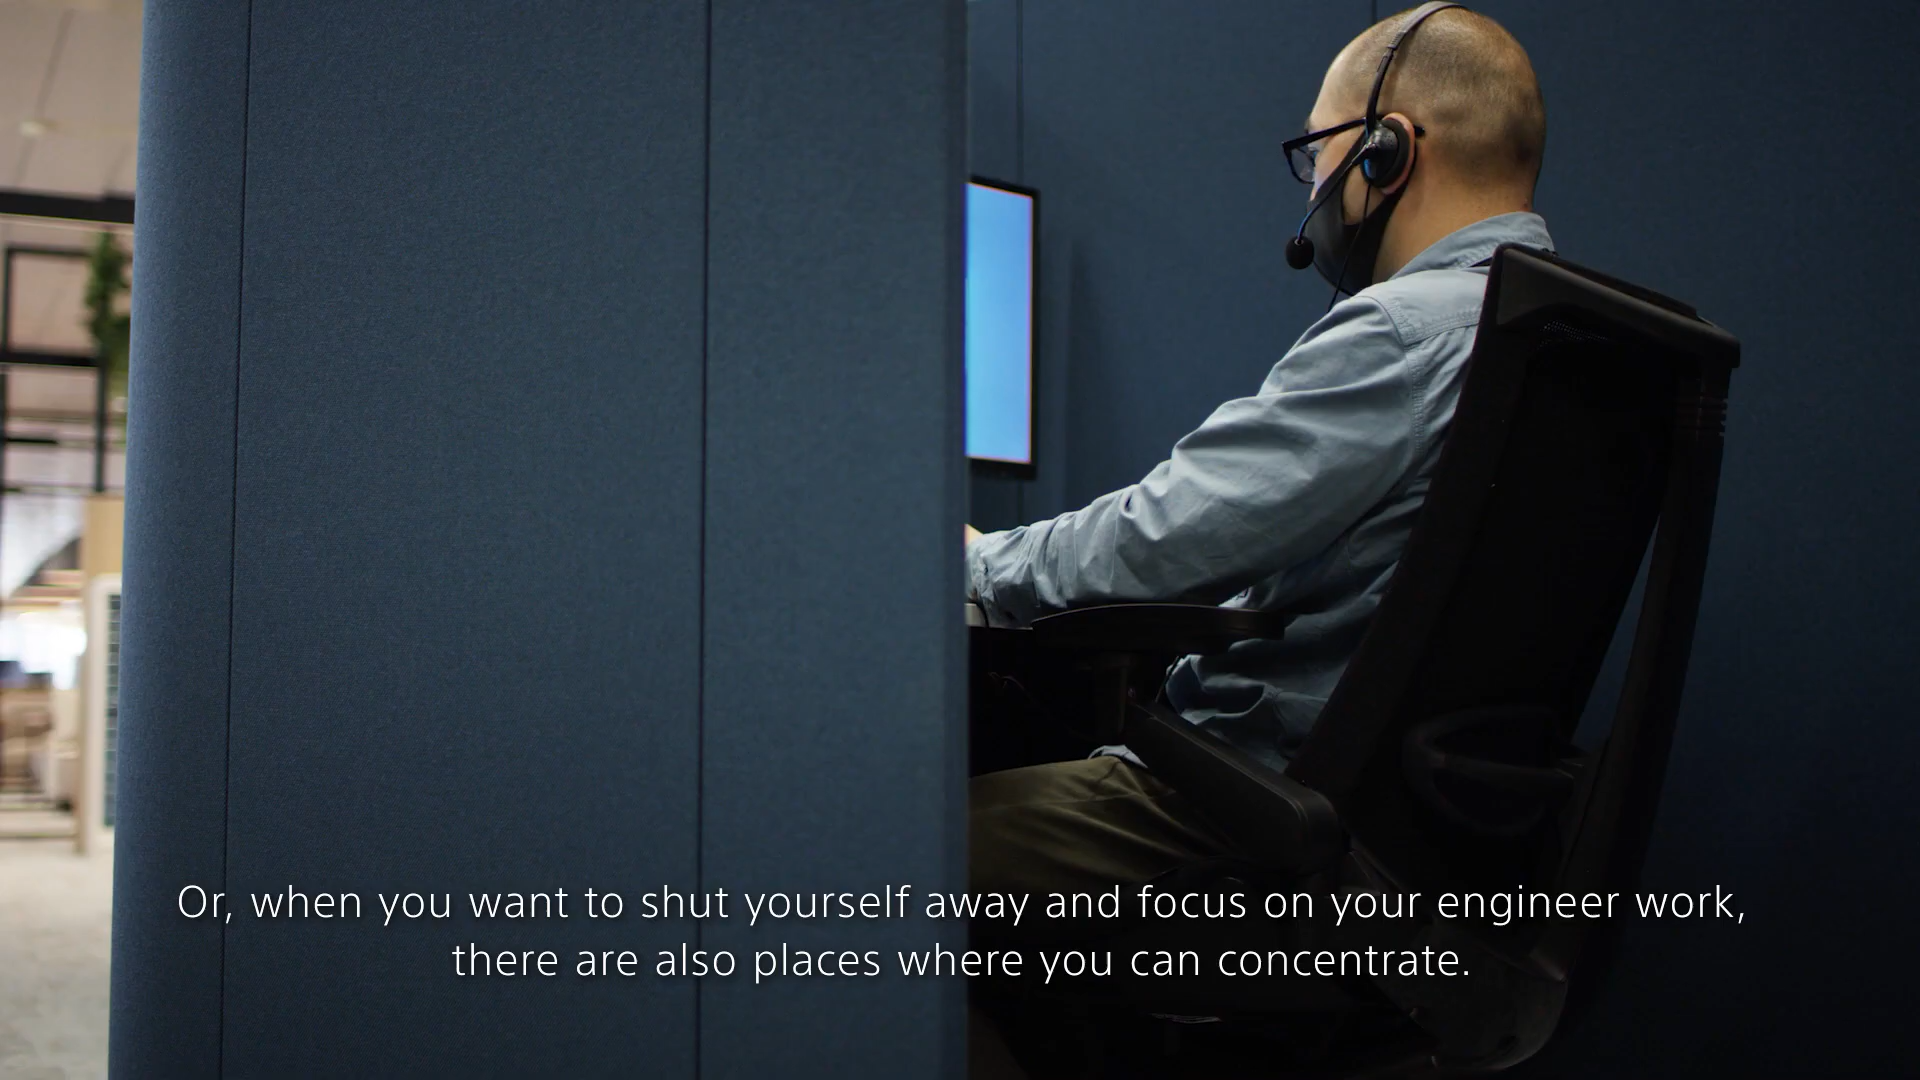 Or, when you want to shut yourself away and focus on your engineer work,
there are also places where you can concentrate.